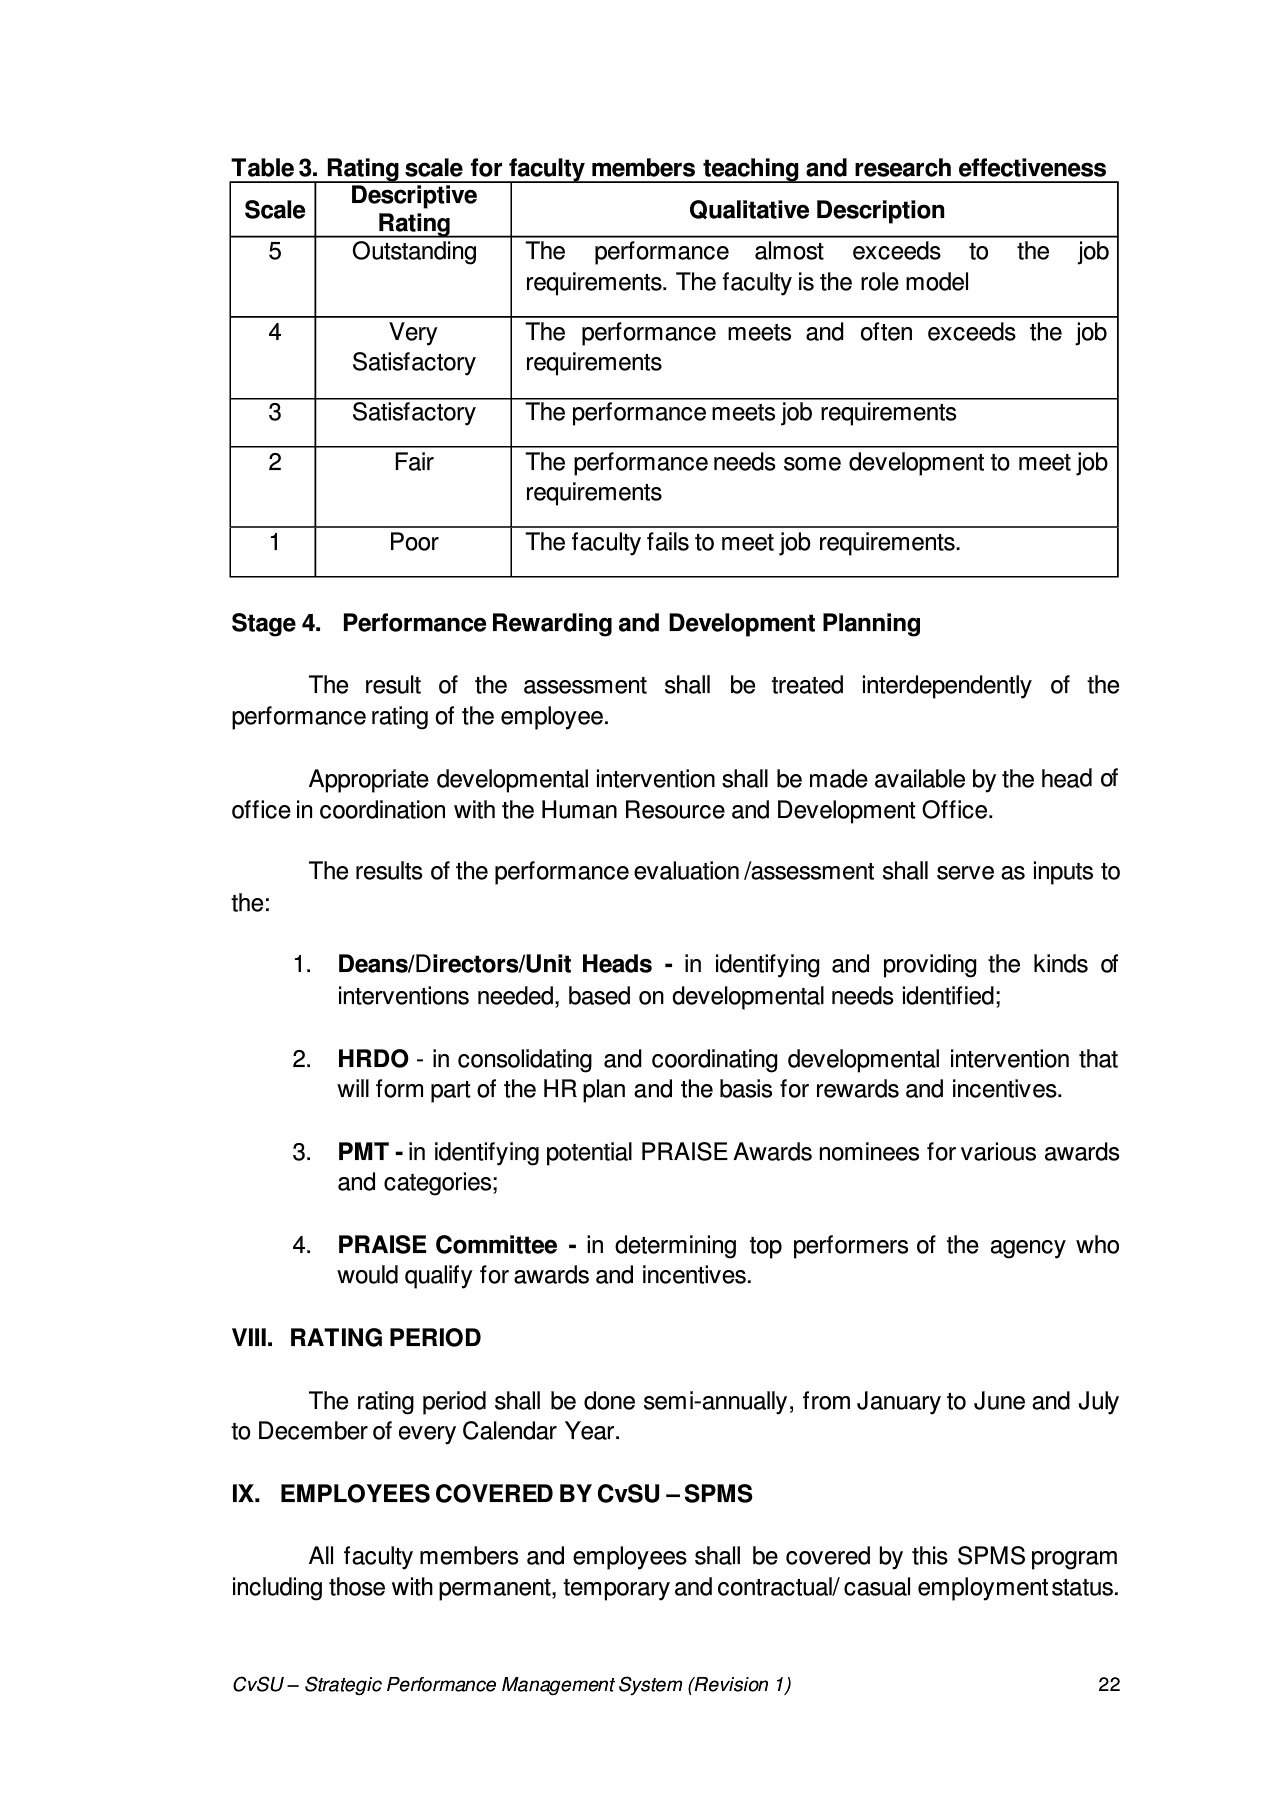 Table 3. Rating scale for faculty members teaching and research effectiveness
Scale
Descriptive
Rating
Qualitative Description
5
Outstanding
The performance almost exceeds to the job
requirements. The faculty is the role model
4
Very
Satisfactory
The performance meets and often exceeds the job
requirements
3
Satisfactory
The performance meets job requirements
2
Fair
The performance needs some development to meet job
requirements
1
Poor
The faculty fails to meet job requirements.
Stage 4. Performance Rewarding and Development Planning
The result of the assessment shall be treated interdependently of the
performance rating of the employee.
Appropriate developmental intervention shall be made available by the head of
office in coordination with the Human Resource and Development Office.
The results of the performance evaluation /assessment shall serve as inputs to
the:
1. Deans/Directors/Unit Heads - in identifying and providing the kinds of
interventions needed, based on developmental needs identified;
2. HRDO - in consolidating and coordinating developmental intervention that
will form part of the HR plan and the basis for rewards and incentives.
3. PMT - in identifying potential PRAISE Awards nominees for various awards
and categories;
4. PRAISE Committee - in determining top performers of the agency who
would qualify for awards and incentives.
VIII. RATING PERIOD
The rating period shall be done semi-annually, from January to June and July
to December of every Calendar Year.
IX. EMPLOYEES COVERED BY CvSU – SPMS
All faculty members and employees shall be covered by this SPMS program
including those with permanent, temporary and contractual/ casual employment status.
CvSU – Strategic Performance Management System (Revision 1) 22